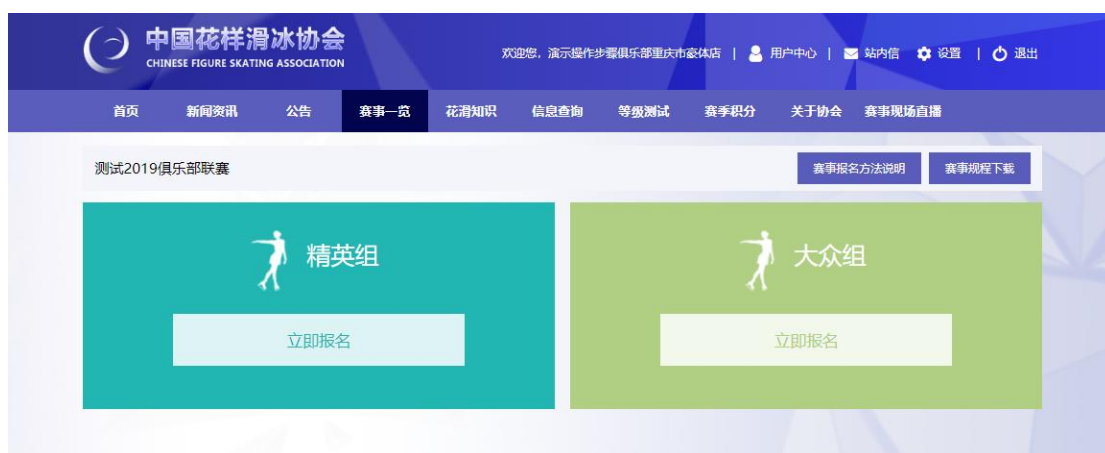 中国花样滑冰协会
CHINESE FIGURE SKATING ASSOCIATION
欢迎您，演示操作步骤俱乐部重庆市豪体店 | 用户中心 | 站内信 设置 | 退出
首页 新闻资讯 公告 赛事一览 花滑知识 信息查询 等级测试 赛季积分 关于协会 赛事现场直播
测试2019俱乐部联赛 赛事报名方法说明 赛事规程下载
精英组 大众组
立即报名 立即报名